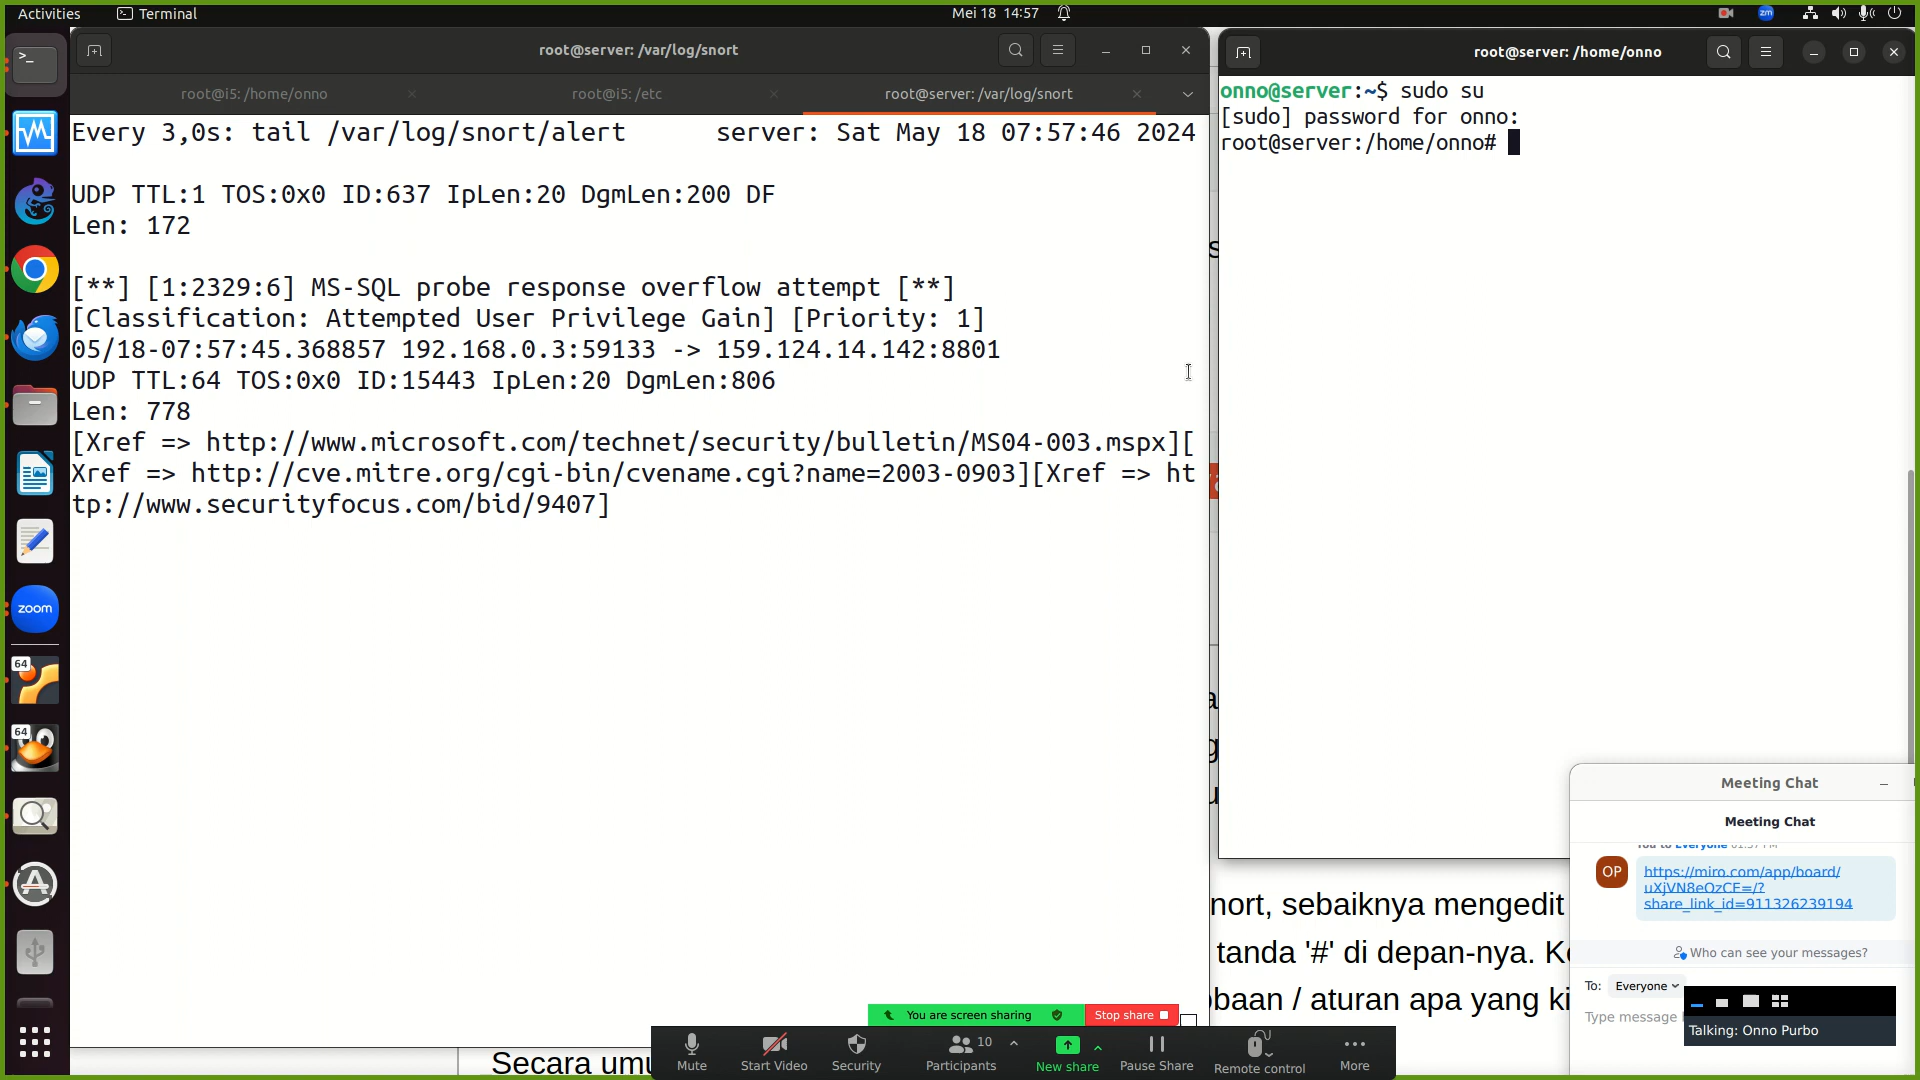 Activities
Terminal
Mei 18 14:57
zm
root@server: /var/log/snort
root@i5: /home/onno
root@i5: /etc
root@server: /var/log/snort
Every 3,0s: tail /var/log/snort/alert server: Sat May 18 07:57:46 2024
UDP TTL:1 TOS:0x0 ID:637 IpLen:20 DgmLen:200 DF
Len: 172
[**] [1:2329:6] MS-SQL probe response overflow attempt [**]
[Classification: Attempted User Privilege Gain] [Priority: 1]
05/18-07:57:45.368857 192.168.0.3:59133 -> 159.124.14.142:8801
UDP TTL:64 TOS:0x0 ID:15443 IpLen:20 DgmLen:806
Len: 778
[Xref => http://www.microsoft.com/technet/security/bulletin/MS04-003.mspx][
Xref => http://cve.mitre.org/cgi-bin/cvename.cgi?name=2003-0903][Xref => ht
tp://www.securityfocus.com/bid/9407]
root@server: /home/onno
onno@server:~$ sudo su
[sudo] password for onno:
root@server:/home/onno#
zoom
64
64
nort, sebaiknya mengedit
tanda '#' di depan-nya.
baan / aturan apa yang ki
Secara umu
Meeting Chat
Meeting Chat
You to Everyone 01:57 PM
OP
https://miro.com/app/board/
uXjVN8eOzCE=/?
share_link_id=911326239194
Who can see your messages?
To: Everyone
Type message
Talking: Onno Purbo
You are screen sharing
Stop share
Mute
Start Video
Security
Participants
10
New share
Pause Share
Remote control
More